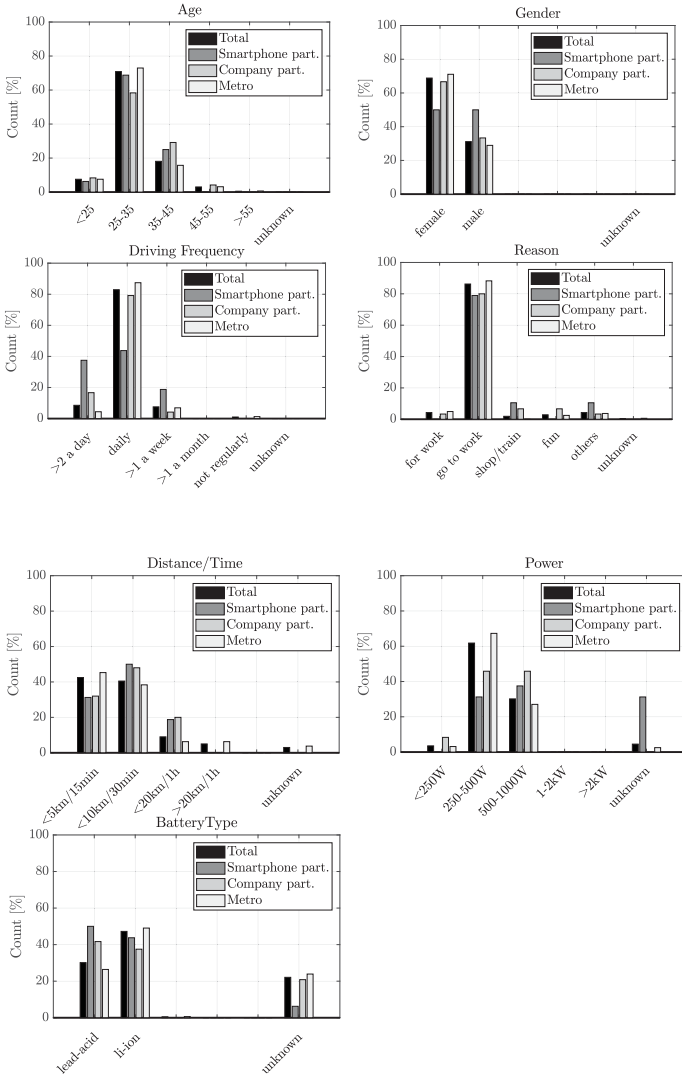 Age
Count [%]
100
80
60
40
20
0
Total
Smartphone part.
Company part.
Metro
<25
25-35
35-45
45-55
>55
unknown
Gender
Count [%]
100
80
60
40
20
0
Total
Smartphone part.
Company part.
Metro
female
male
unknown
Driving Frequency
Count [%]
100
80
60
40
20
0
Total
Smartphone part.
Company part.
Metro
>2 a day
daily
>1 a week
>1 a month
not regularly
unknown
Reason
Count [%]
100
80
60
40
20
0
Total
Smartphone part.
Company part.
Metro
for work
go to work
shop/train
fun
others
unknown
Distance/Time
Count [%]
100
80
60
40
20
0
Total
Smartphone part.
Company part.
Metro
<5km/15min
<10km/30min
<20km/1h
>20km/1h
unknown
Power
Count [%]
100
80
60
40
20
0
Total
Smartphone part.
Company part.
Metro
<250W
250-500W
500-1000W
1-2kW
>2kW
unknown
BatteryType
Count [%]
100
80
60
40
20
0
Total
Smartphone part.
Company part.
Metro
lead-acid
li-ion
unknown